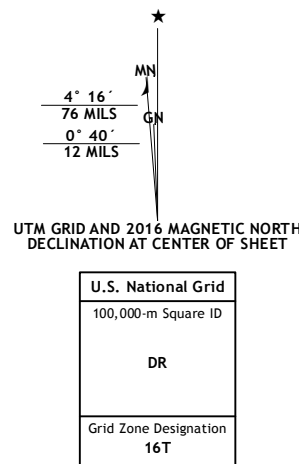 MN
4° 16´
76 MILS
GN
0° 40´
12 MILS
UTM GRID AND 2016 MAGNETIC NORTH
DECLINATION AT CENTER OF SHEET
U.S. National Grid
100,000-m Square ID
DR
Grid Zone Designation
16T